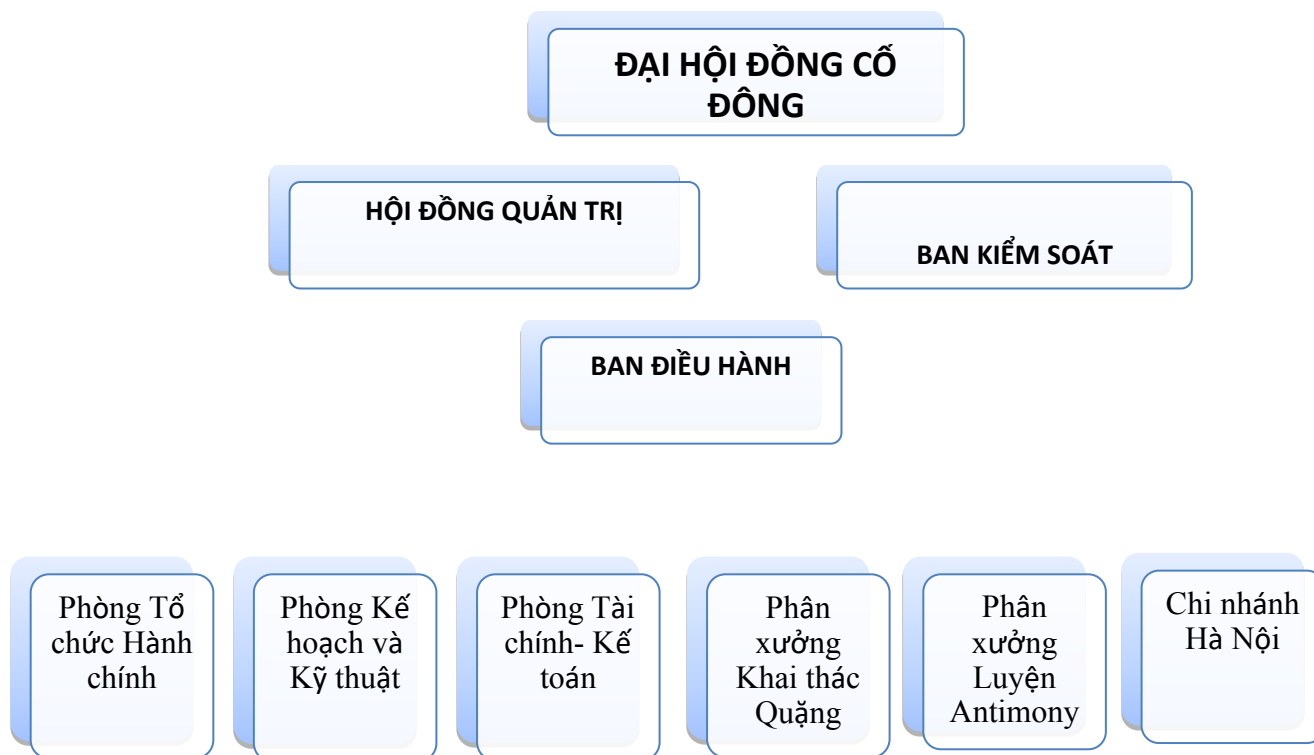 ĐẠI HỘI ĐỒNG CỐ
ĐÔNG
HỘI ĐỒNG QUẢN TRỊ
BAN KIỂM SOÁT
BAN ĐIỀU HÀNH
Phòng Tổ
chức Hành
chính
Phòng Kế
hoạch và
Kỹ thuật
Phòng Tài
chính- Kế
toán
Phân
xưởng
Khai thác
Quặng
Phân
xưởng
Luyện
Antimony
Chi nhánh
Hà Nội